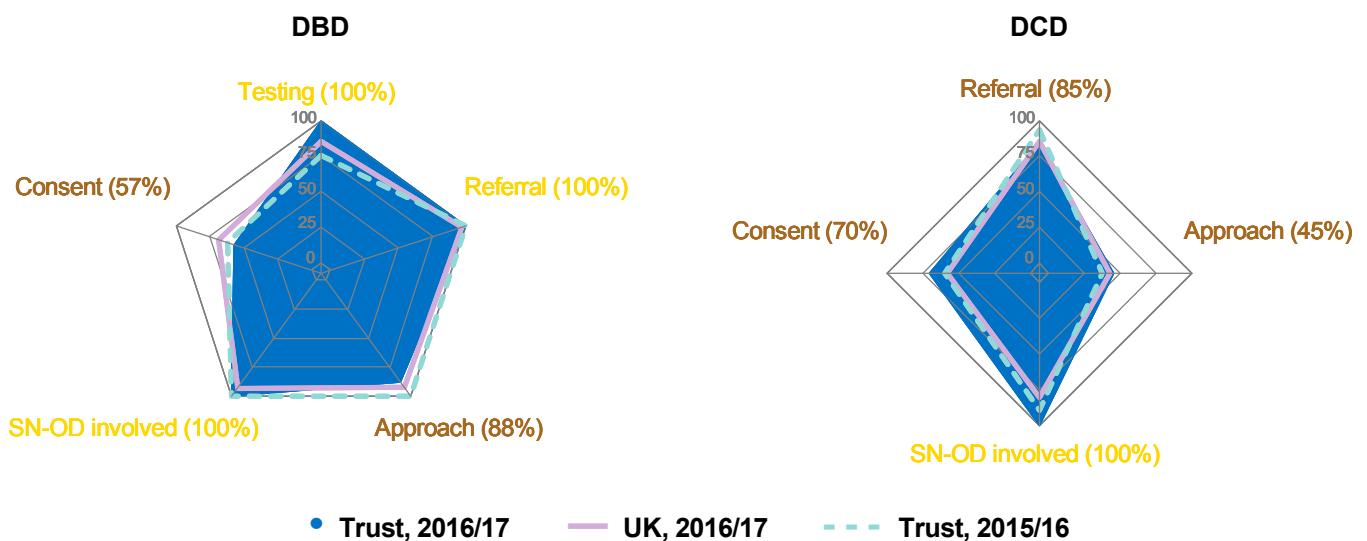 DBD
Testing (100%)
100
75
50
25
0
Consent (57%)
Referral (100%)
SN-OD involved (100%)
Approach (88%)
DCD
Referral (85%)
100
75
50
25
0
Consent (70%)
Approach (45%)
SN-OD involved (100%)
Trust, 2016/17
UK, 2016/17
Trust, 2015/16